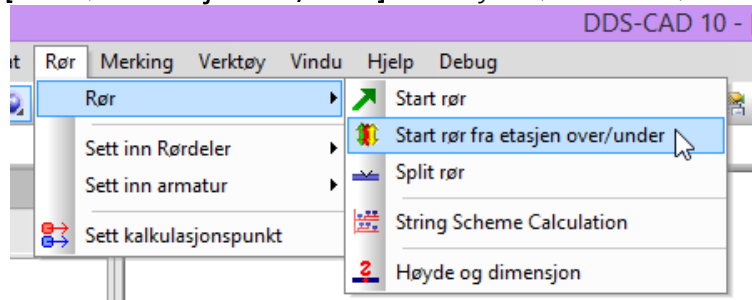 DDS-CAD 10 -
Rør Merking Verktøy Vindu Hjelp Debug
Rør
Sett inn Rørdeler
Sett inn armatur
Sett kalkulasjonspunkt
Start rør
Start rør fra etasjen over/under
Split rør
String Scheme Calculation
Høyde og dimensjon